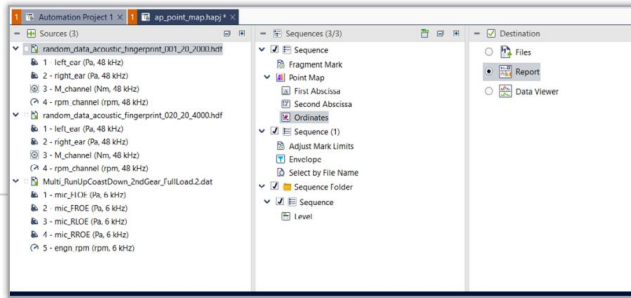 1 Automation Project 1 × 1 ap_point_map.hapj * ×
Sources (3)
random_data_acoustic_fingerprint_001_20_2000.hdf
1 - left_ear (Pa, 48 kHz)
2 - right_ear (Pa, 48 kHz)
3 - M_channel (Nm, 48 kHz)
4 - rpm_channel (rpm, 48 kHz)
random_data_acoustic_fingerprint_020_20_4000.hdf
1 - left_ear (Pa, 48 kHz)
2 - right_ear (Pa, 48 kHz)
3 - M_channel (Nm, 48 kHz)
4 - rpm_channel (rpm, 48 kHz)
Multi_RunUpCoastDown_2ndGear_FullLoad.2.dat
1 - mic_FLOE (Pa, 6 kHz)
2 - mic_FROE (Pa, 6 kHz)
3 - mic_RLOE (Pa, 6 kHz)
4 - mic_RROE (Pa, 6 kHz)
5 - engn_rpm (rpm, 6 kHz)
Sequences (3/3)
Sequence
Fragment Mark
Point Map
First Abscissa
Second Abscissa
Ordinates
Sequence (1)
Adjust Mark Limits
Envelope
Select by File Name
Sequence Folder
Sequence
Level
Destination
Files
Report
Data Viewer